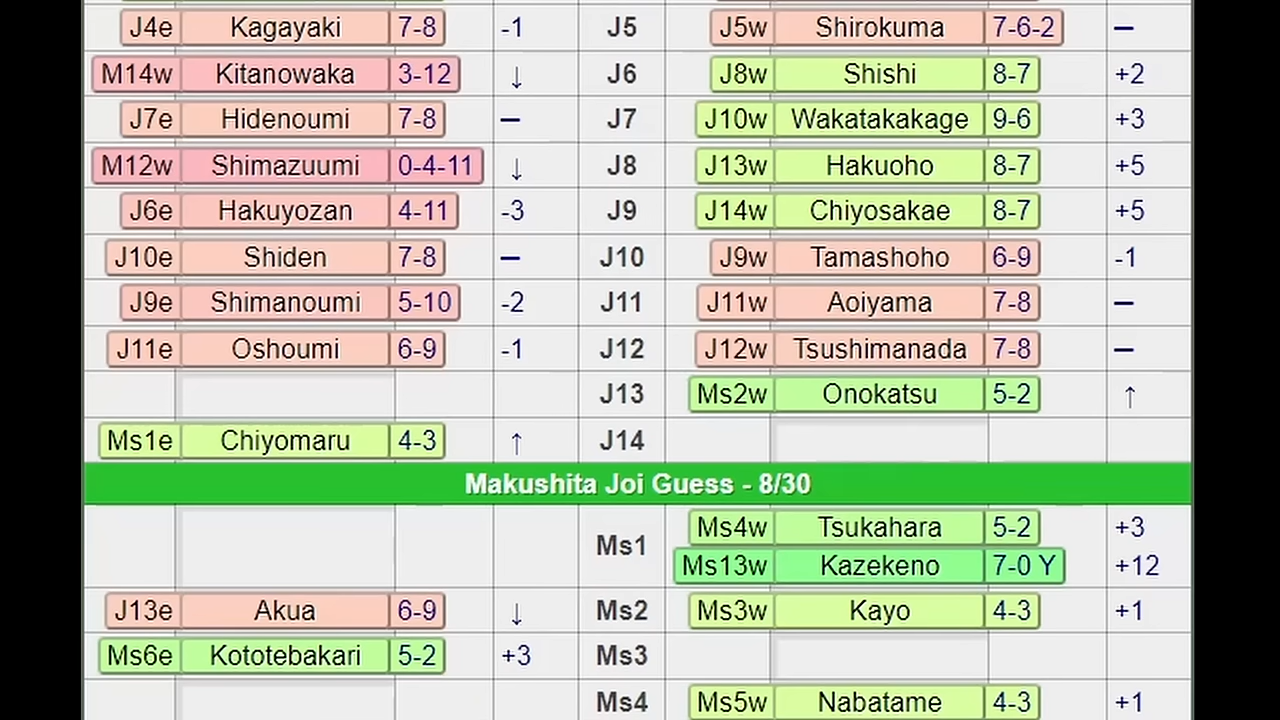 J4e Kagayaki 7-8 -1 J5 J5w Shirokuma 7-6-2 —
M14w Kitanowaka 3-12 ↓ J6 J8w Shishi 8-7 +2
J7e Hidenoumi 7-8 — J7 J10w Wakatakakage 9-6 +3
M12w Shimazuumi 0-4-11 ↓ J8 J13w Hakuoho 8-7 +5
J6e Hakuyozan 4-11 -3 J9 J14w Chiyosakae 8-7 +5
J10e Shiden 7-8 — J10 J9w Tamashoho 6-9 -1
J9e Shimanoumi 5-10 -2 J11 J11w Aoiyama 7-8 —
J11e Oshoumi 6-9 -1 J12 J12w Tsushimanada 7-8 —
J13 Ms2w Onokatsu 5-2 ↑
Ms1e Chiyomaru 4-3 ↑ J14
Makushita Joi Guess - 8/30
Ms1 Ms4w Tsukahara 5-2 +3
Ms13w Kazekeno 7-0 Y +12
J13e Akua 6-9 ↓ Ms2 Ms3w Kayo 4-3 +1
Ms6e Kototebakari 5-2 +3 Ms3
Ms4 Ms5w Nabatame 4-3 +1